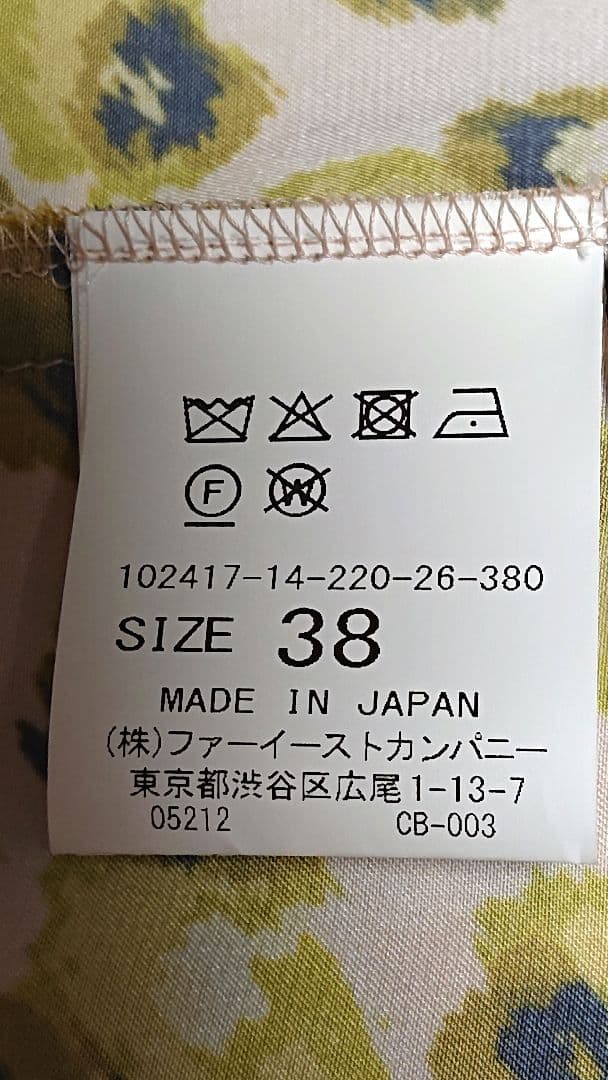 F W
102417-14-220-26-380
SIZE 38
MADE IN JAPAN
(株)ファーイーストカンパニー
東京都渋谷区広尾1-13-7
05212 CB-003